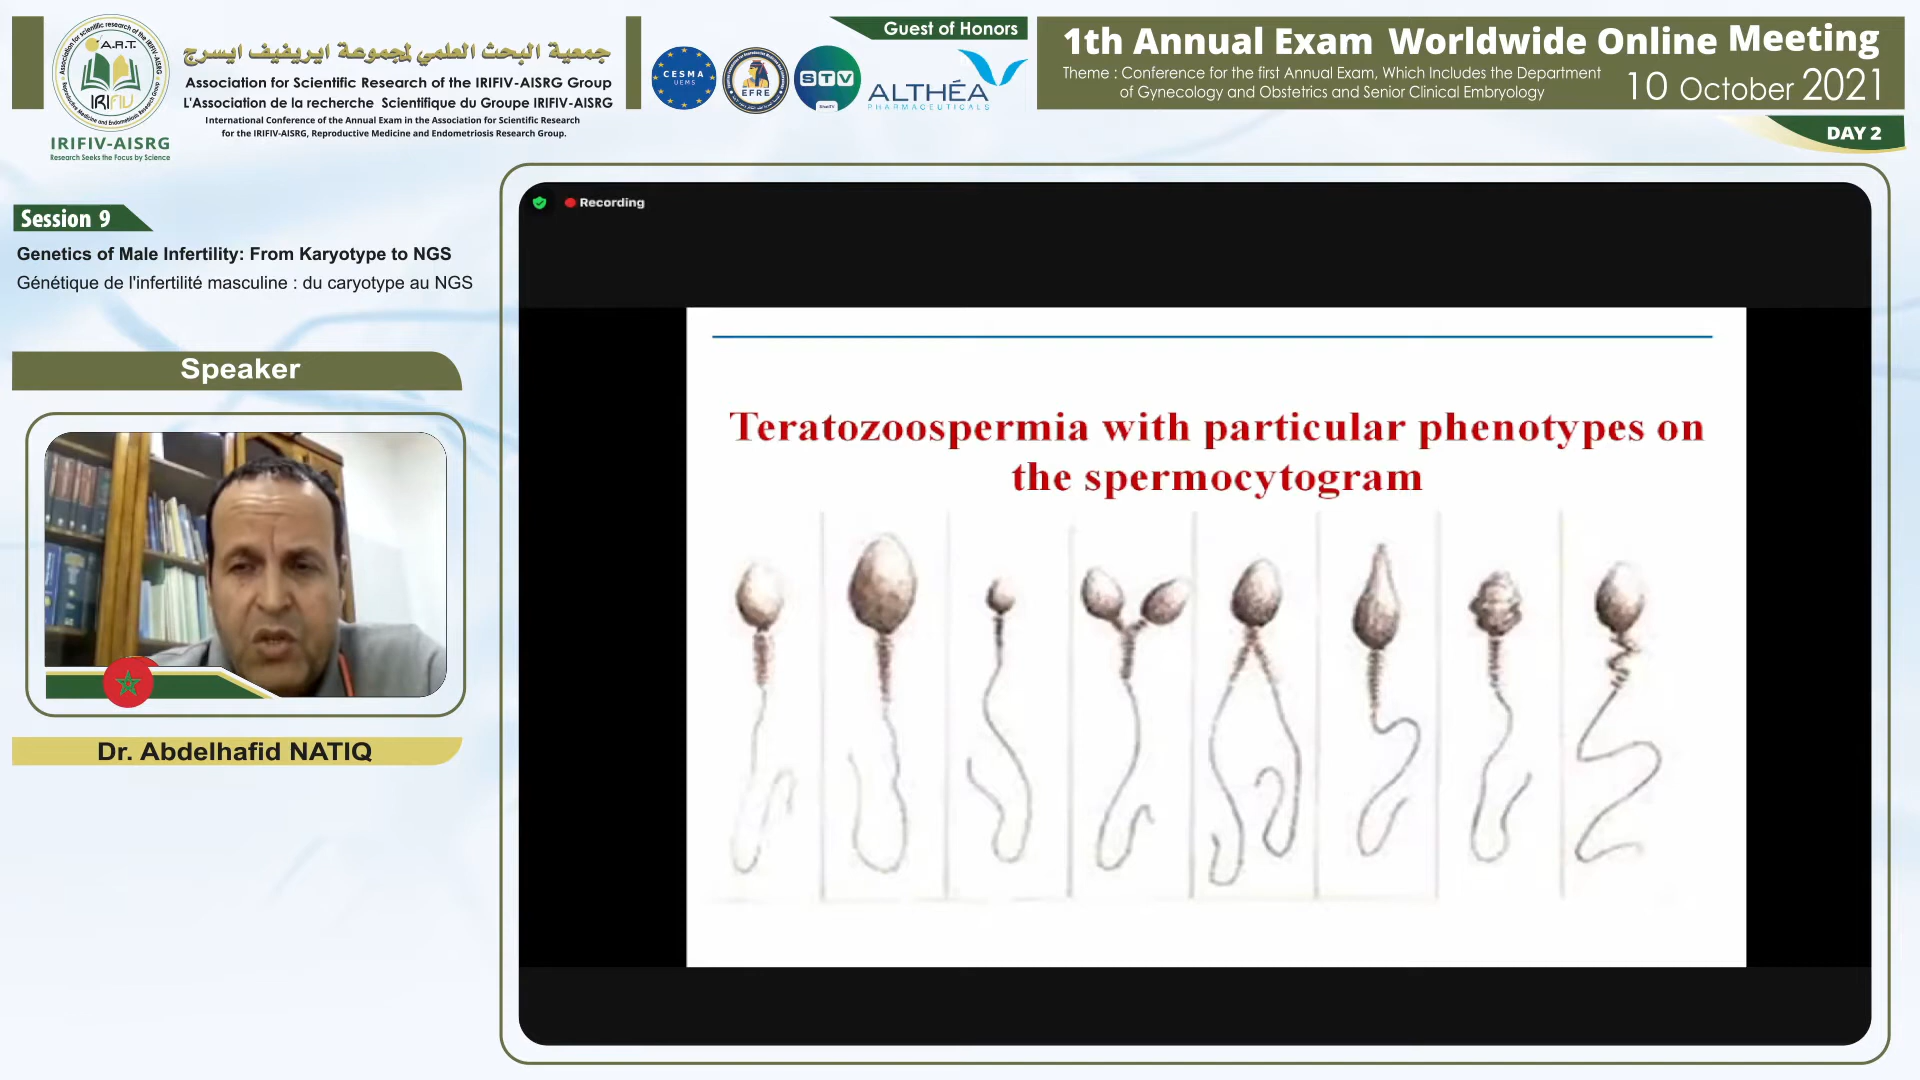 A.R.T.
IRIFIV
IRIFIV-AISRG
Research Seeks the Focus by Science
جمعية البحث العلمي لمجموعة ايريفيف ايسرج
Association for Scientific Research of the IRIFIV-AISRG Group
L'Association de la recherche Scientifique du Groupe IRIFIV-AISRG
International Conference of the Annual Exam in the Association for Scientific Research
for the IRIFIV-AISRG, Reproductive Medicine and Endometriosis Research Group.
Guest of Honors
CESMA
UEMS
EFRE
STV
ALTHÉA
PHARMACEUTICALS
1th Annual Exam Worldwide Online Meeting
Theme : Conference for the first Annual Exam, Which Includes the Department
of Gynecology and Obstetrics and Senior Clinical Embryology
10 October 2021
DAY 2
Session 9
Genetics of Male Infertility: From Karyotype to NGS
Génétique de l'infertilité masculine : du caryotype au NGS
Speaker
Dr. Abdelhafid NATIQ
Recording
Teratozoospermia with particular phenotypes on
the spermocytogram